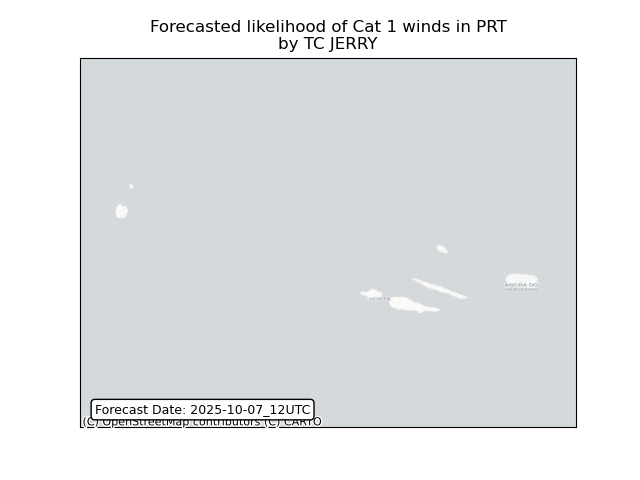 Forecasted likelihood of Cat 1 winds in PRT
by TC JERRY
HORTA
ANGRA DO
HEROÍSMO
Forecast Date: 2025-10-07_12UTC
(C) OpenStreetMap contributors (C) CARTO